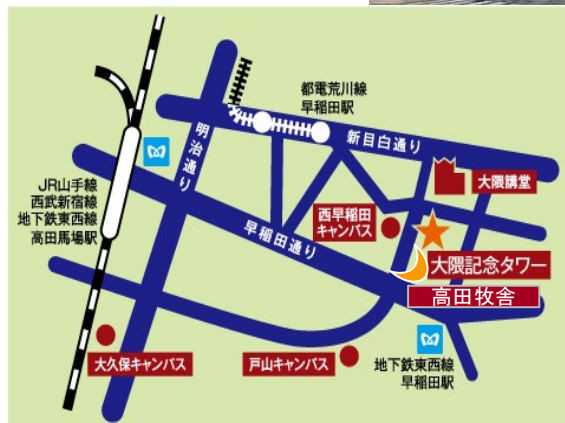 都電荒川線
早稲田駅
新目白通り
明治通り
大隈講堂
JR山手線
西武新宿線
地下鉄東西線
高田馬場駅
西早稲田
キャンパス
早稲田通り
大隈記念タワー
高田牧舎
大久保キャンパス
戸山キャンパス
地下鉄東西線
早稲田駅